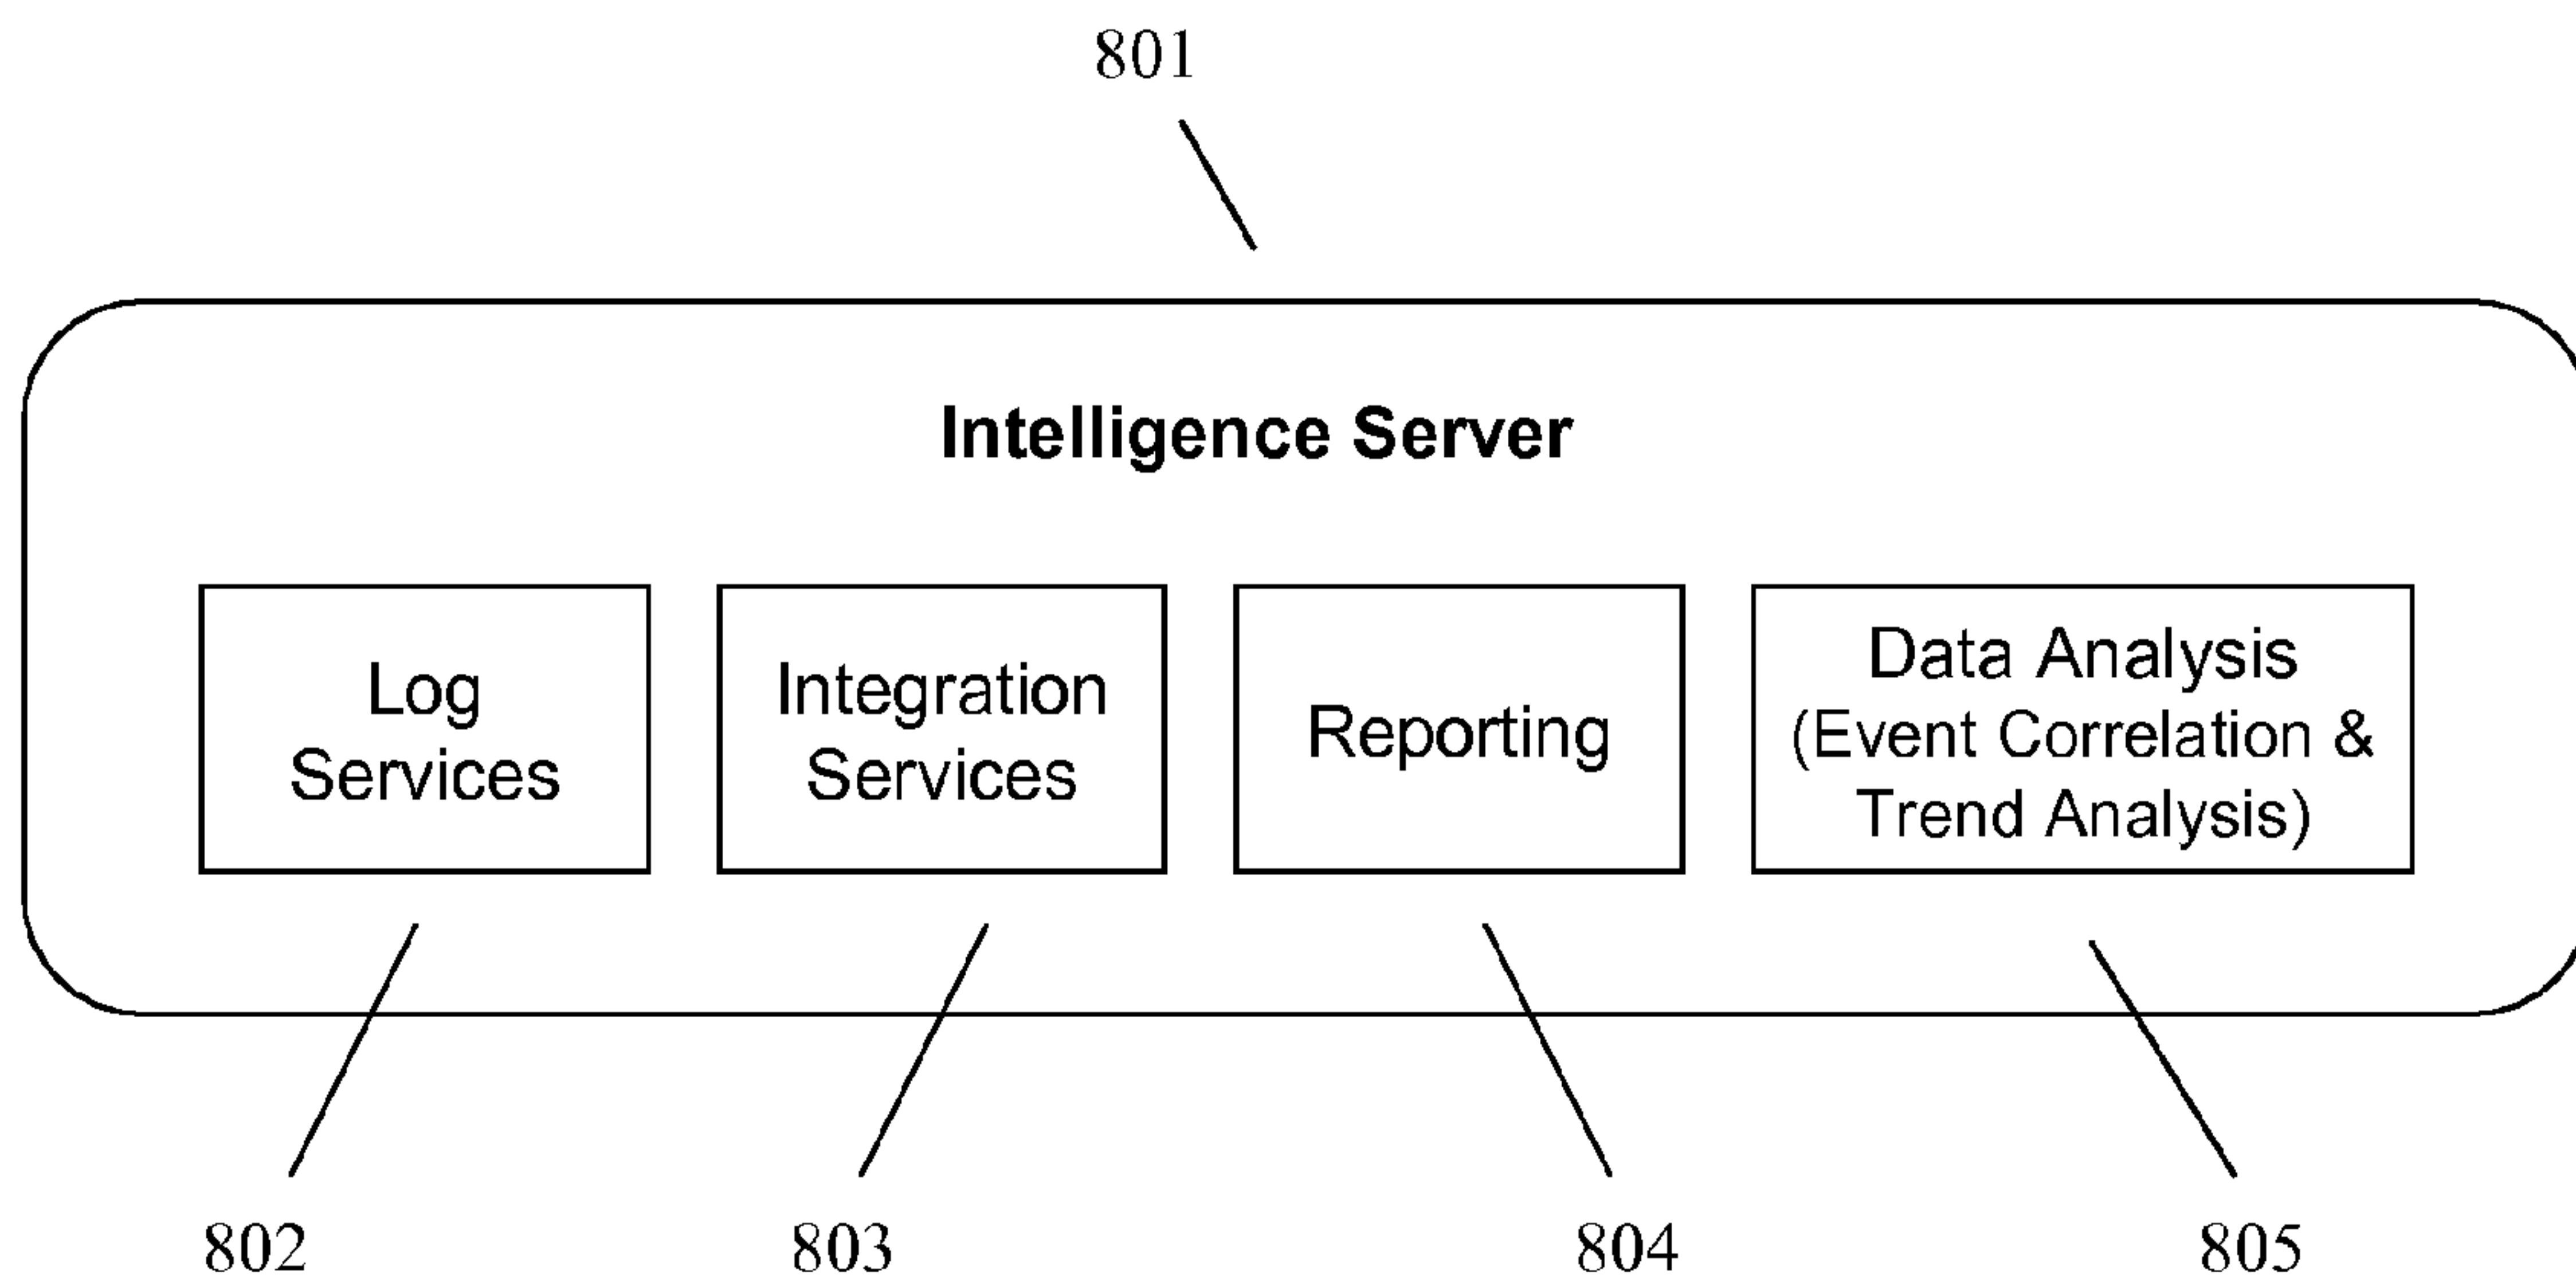 801
Intelligence Server
Log
Services
Integration
Services
Reporting
Data Analysis
(Event Correlation &
Trend Analysis)
802
803
804
805